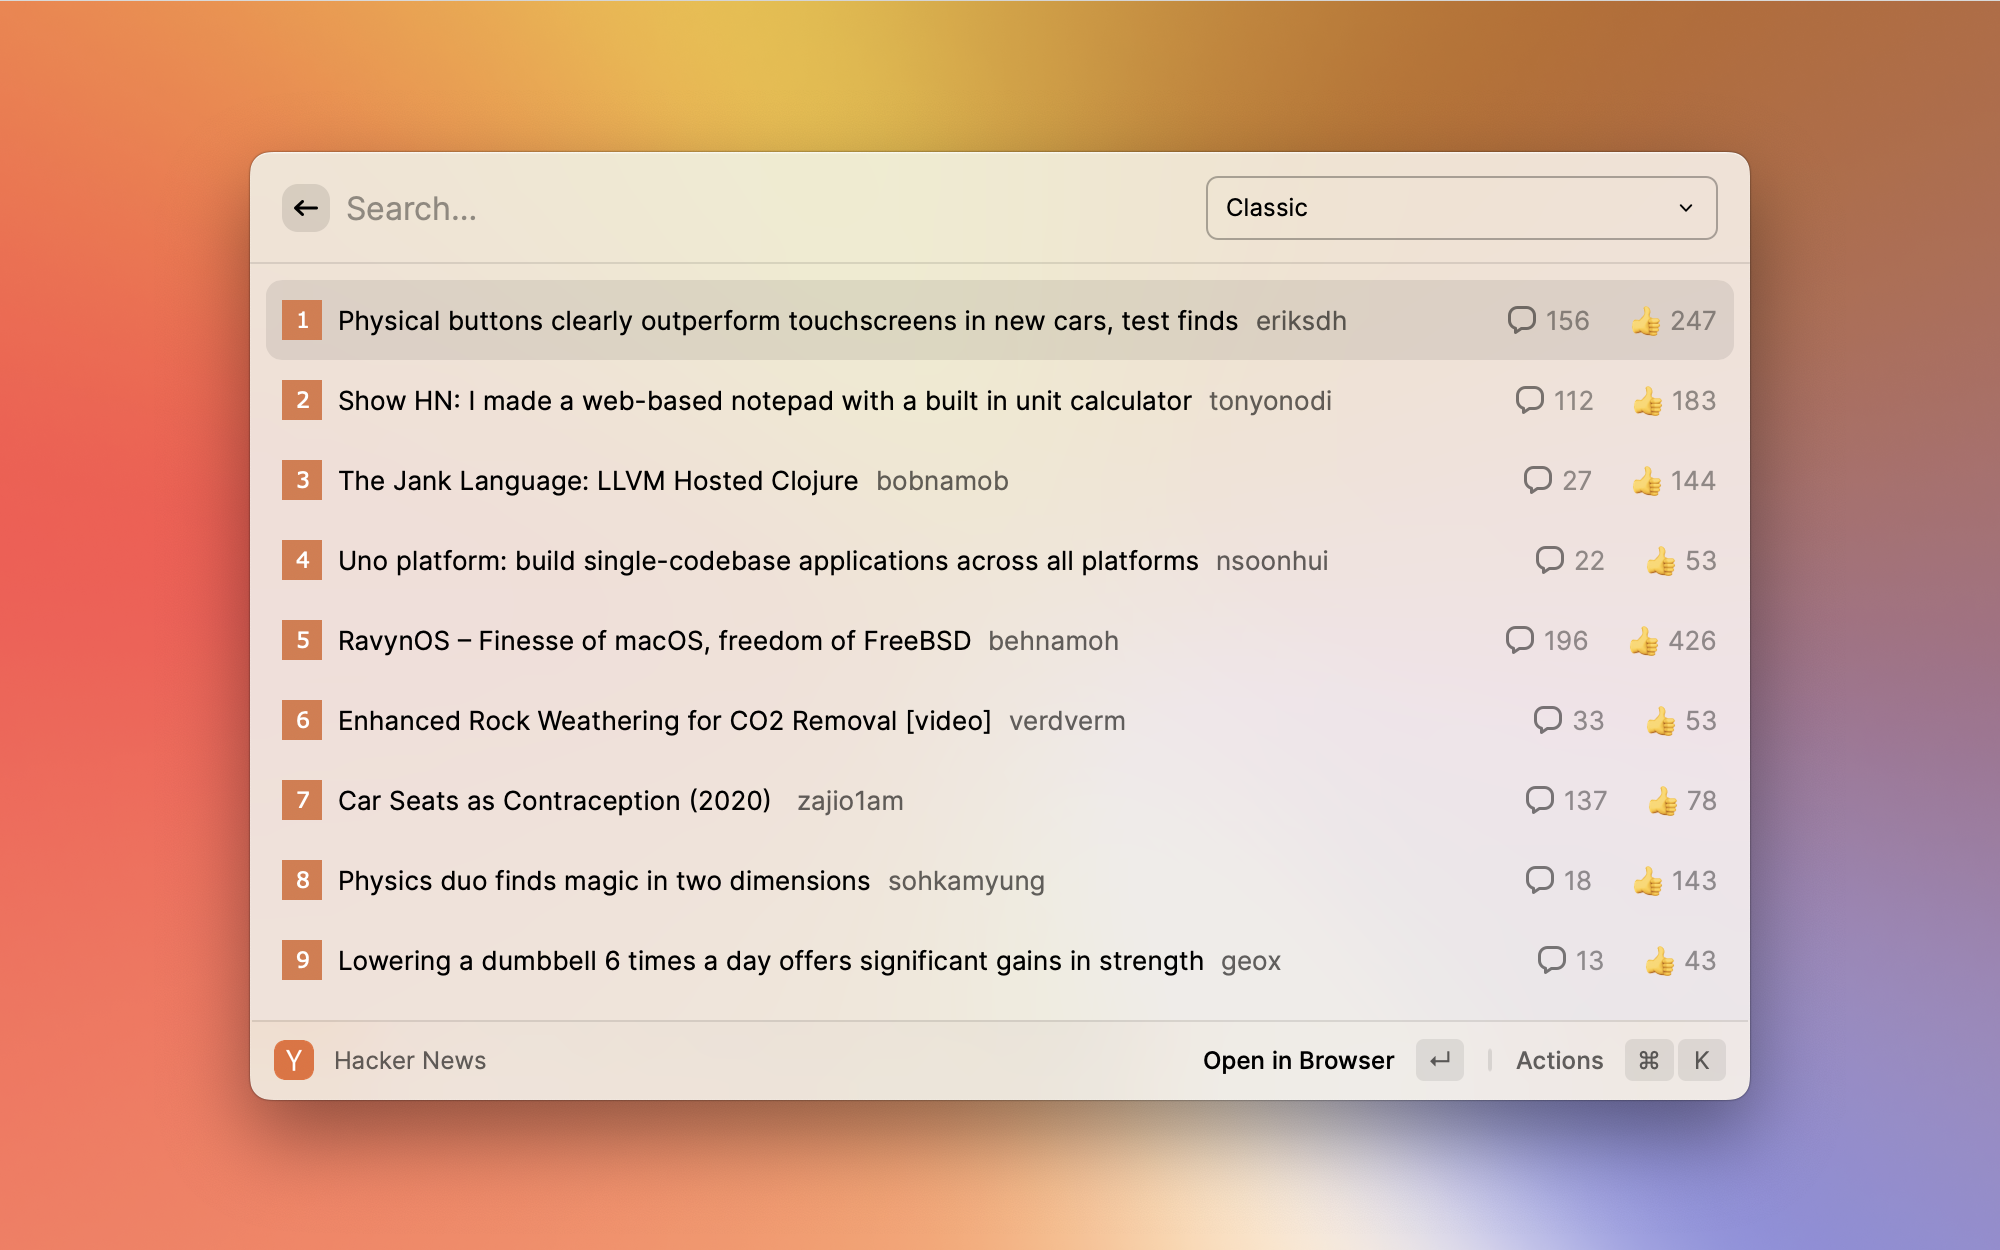 Search...
Classic
1 Physical buttons clearly outperform touchscreens in new cars, test finds eriksdh 156 247
2 Show HN: I made a web-based notepad with a built in unit calculator tonyonodi 112 183
3 The Jank Language: LLVM Hosted Clojure bobnamob 27 144
4 Uno platform: build single-codebase applications across all platforms nsoonhui 22 53
5 RavynOS – Finesse of macOS, freedom of FreeBSD behnamoh 196 426
6 Enhanced Rock Weathering for CO2 Removal [video] verdverm 33 53
7 Car Seats as Contraception (2020) zajio1am 137 78
8 Physics duo finds magic in two dimensions sohkamyung 18 143
9 Lowering a dumbbell 6 times a day offers significant gains in strength geox 13 43
Y Hacker News Open in Browser ↵ Actions ⌘ K